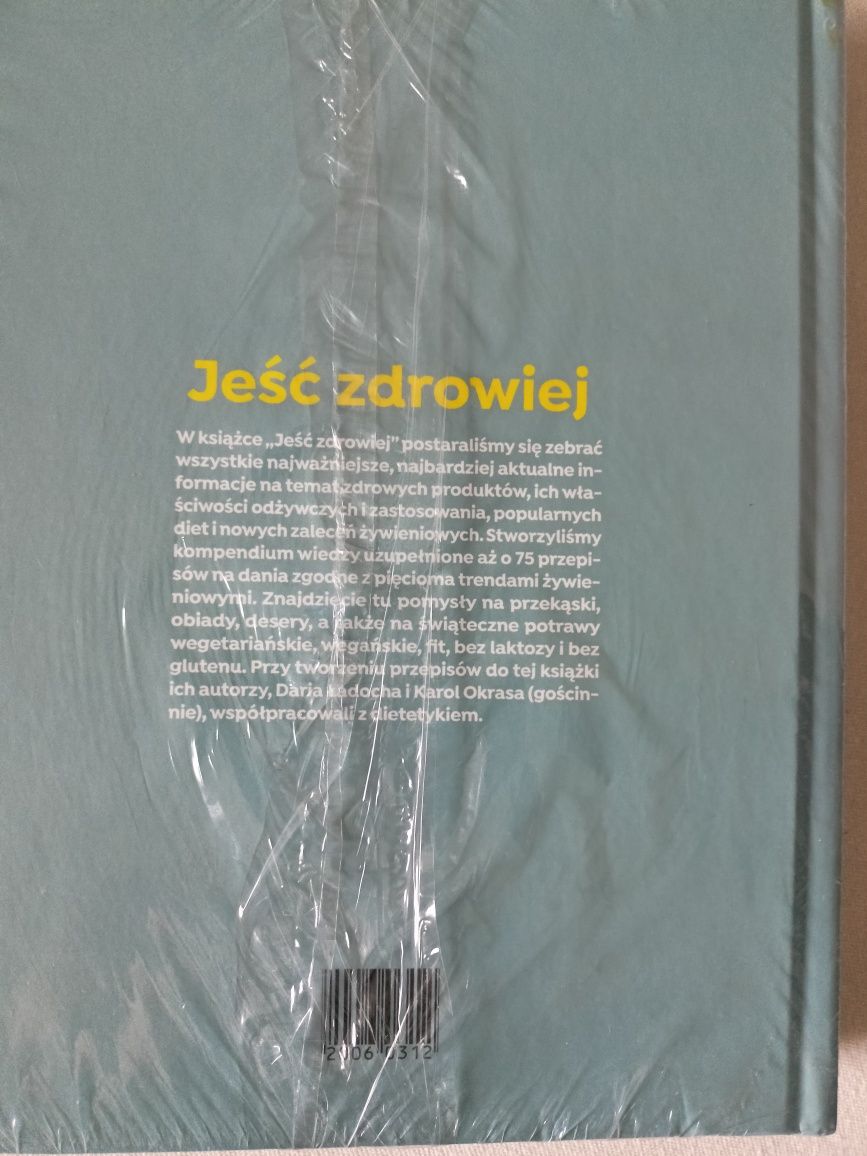 Jeść zdrowiej
W książce „Jeść zdrowiej” postaraliśmy się zebrać
wszystkie najważniejsze, najbardziej aktualne in-
formacje na temat zdrowych produktów, ich wła-
ściwości odżywczych i zastosowania, popularnych
diet i nowych zaleceń żywieniowych. Stworzyliśmy
kompendium wiedzy uzupełnione aż o 75 przepi-
sów na dania zgodne z pięcioma trendami żywie-
niowymi. Znajdziecie tu pomysły na przekąski,
obiady, desery, a także na świąteczne potrawy
wegetariańskie, wegańskie, fit, bez laktozy i bez
glutenu. Przy tworzeniu przepisów do tej książki
ich autorzy, Daria Ładocha i Karol Okrasa (gościn-
nie), współpracowali z dietetykiem.
2006 0312